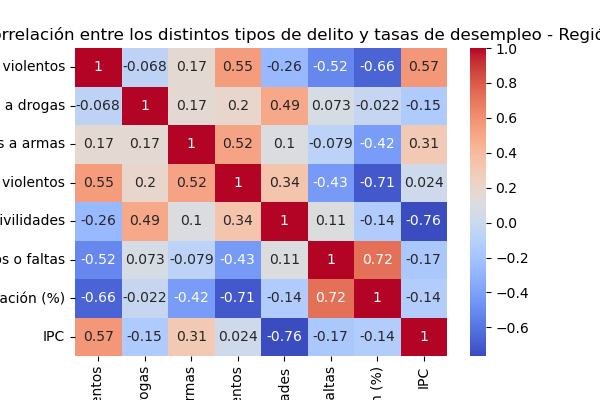 orrelación entre los distintos tipos de delito y tasas de desempleo - Regió
violentos 1 -0.068 0.17 0.55 -0.26 -0.52 -0.66 0.57
a drogas -0.068 1 0.17 0.2 0.49 0.073 -0.022 -0.15
s a armas 0.17 0.17 1 0.52 0.1 -0.079 -0.42 0.31
violentos 0.55 0.2 0.52 1 0.34 -0.43 -0.71 0.024
ivilidades -0.26 0.49 0.1 0.34 1 0.11 -0.14 -0.76
os o faltas -0.52 0.073 -0.079 -0.43 0.11 1 0.72 -0.17
ación (%) -0.66 -0.022 -0.42 -0.71 -0.14 0.72 1 -0.14
IPC 0.57 -0.15 0.31 0.024 -0.76 -0.17 -0.14 1
entos
rogas
rmas
entos
ades
altas
n (%)
IPC
1.0
0.8
0.6
0.4
0.2
0.0
−0.2
−0.4
−0.6